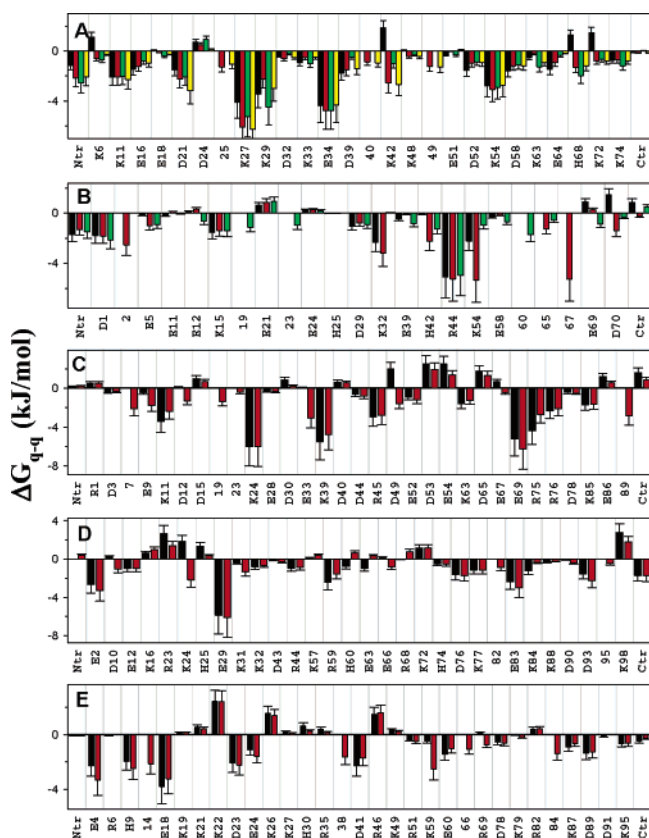 ΔG q-q (kJ/mol)
A
0
-4
Ntr K6 K11 E16 E18 D21 D24 25 K27 K29 D32 K33 E34 D39 40 K42 K48 49 E51 D52 K54 D58 K63 E64 H68 K72 K74 Ctr
B
0
-4
Ntr D1 2 E5 E11 E12 K15 19 E21 23 E24 H25 D29 K32 E39 H42 R44 K54 E58 60 65 67 E69 D70 Ctr
C
4
0
-4
-8
Ntr R1 D3 7 E9 K11 D12 D15 19 23 K24 E28 D30 E33 K39 D40 D44 R45 D49 E52 D53 E54 K63 D65 E67 E69 R75 R76 D78 K85 E86 89 Ctr
D
4
0
-4
-8
Ntr E2 D10 E12 K16 R23 K24 H25 E29 K31 K32 D43 R44 K57 R59 H60 E63 E66 R68 K72 H74 D76 K77 82 E83 K84 K88 D90 D93 95 K98 Ctr
E
0
-4
Ntr E4 R6 H9 14 E18 K19 K21 K22 D23 E24 K26 K27 H30 R35 38 D41 R46 K49 R51 K59 E60 66 R69 D78 K79 R82 84 K87 D89 D91 K95 Ctr